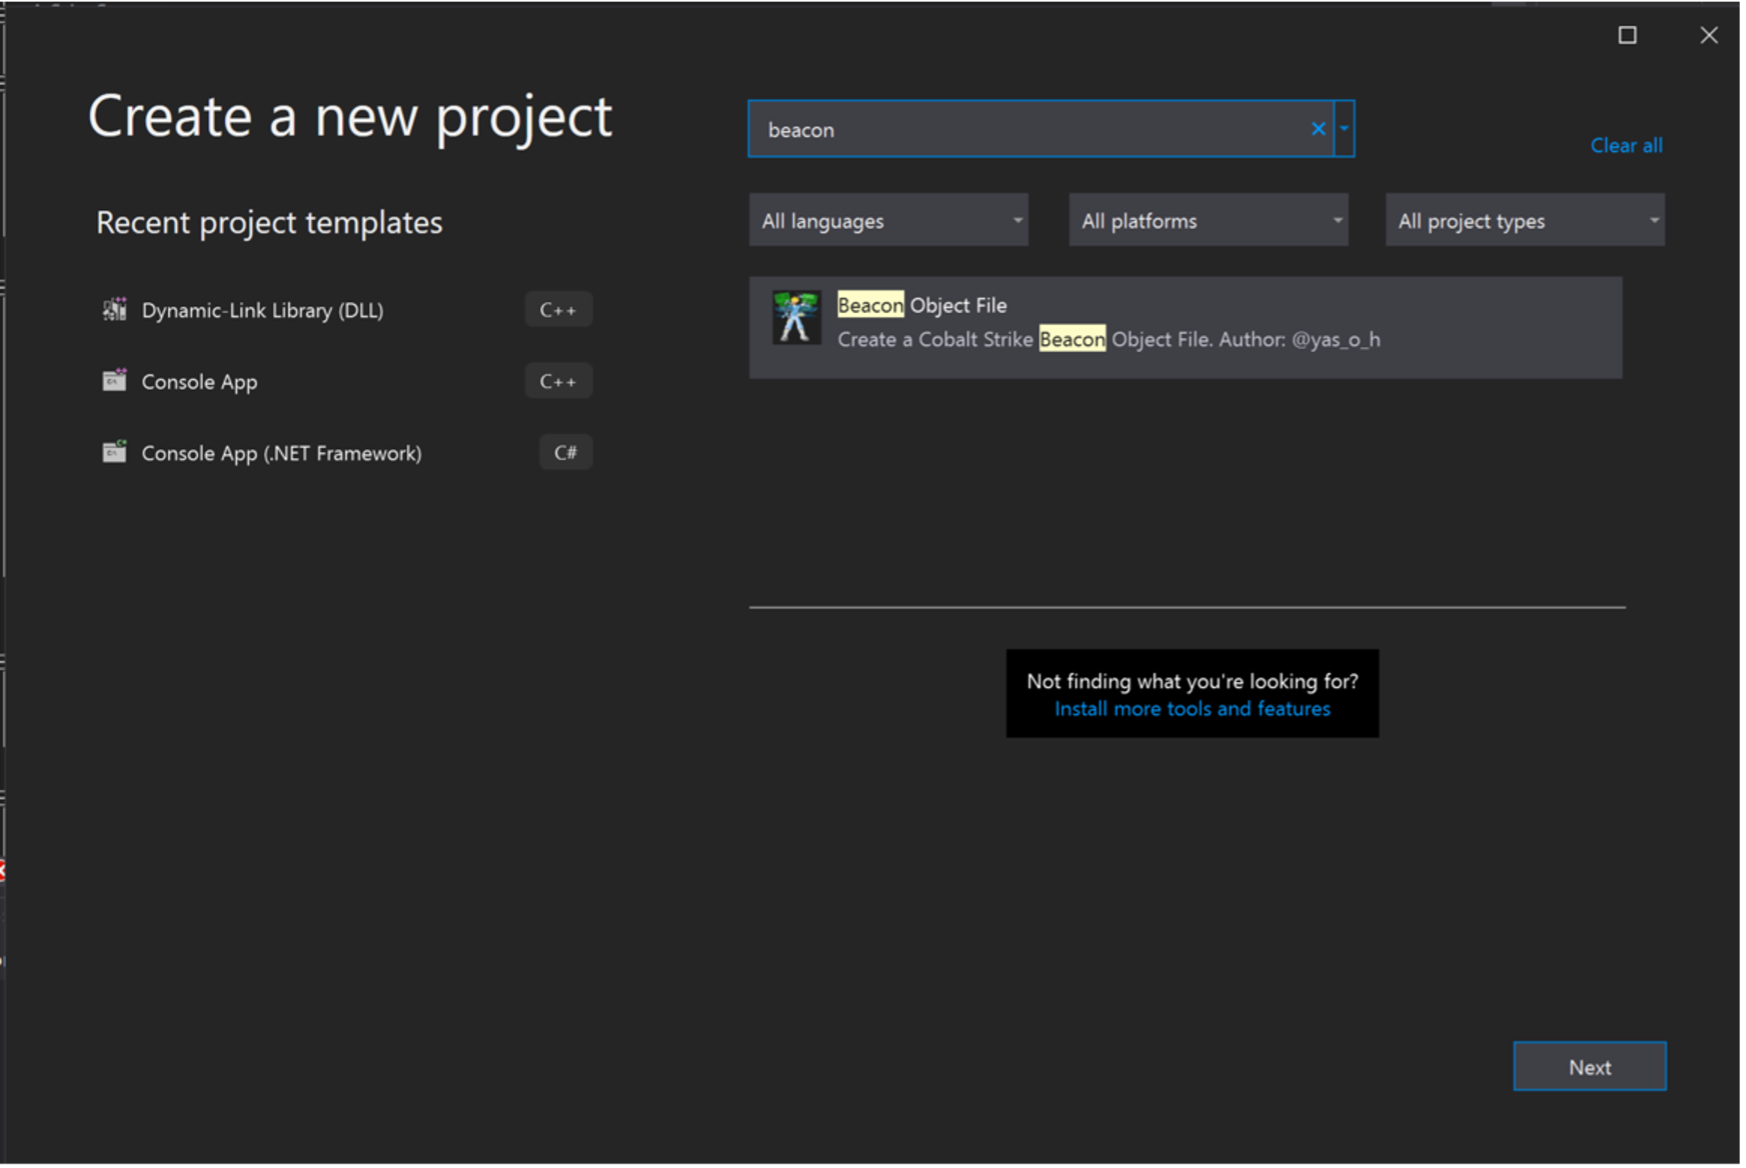 Create a new project
beacon
Clear all
Recent project templates
All languages
All platforms
All project types
Dynamic-Link Library (DLL)
C++
Console App
C++
Console App (.NET Framework)
C#
Beacon Object File
Create a Cobalt Strike Beacon Object File. Author: @yas_o_h
Not finding what you're looking for?
Install more tools and features
Next